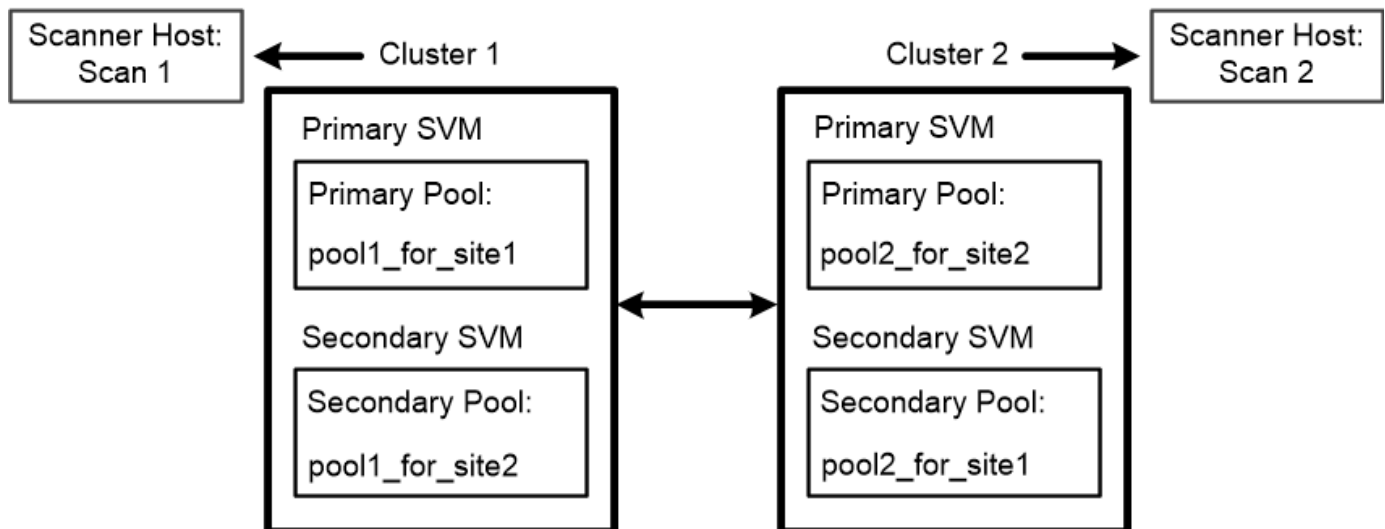 Scanner Host:
Scan 1
Cluster 1
Cluster 2
Scanner Host:
Scan 2
Primary SVM
Primary Pool:
pool1_for_site1
Secondary SVM
Secondary Pool:
pool1_for_site2
Primary SVM
Primary Pool:
pool2_for_site2
Secondary SVM
Secondary Pool:
pool2_for_site1